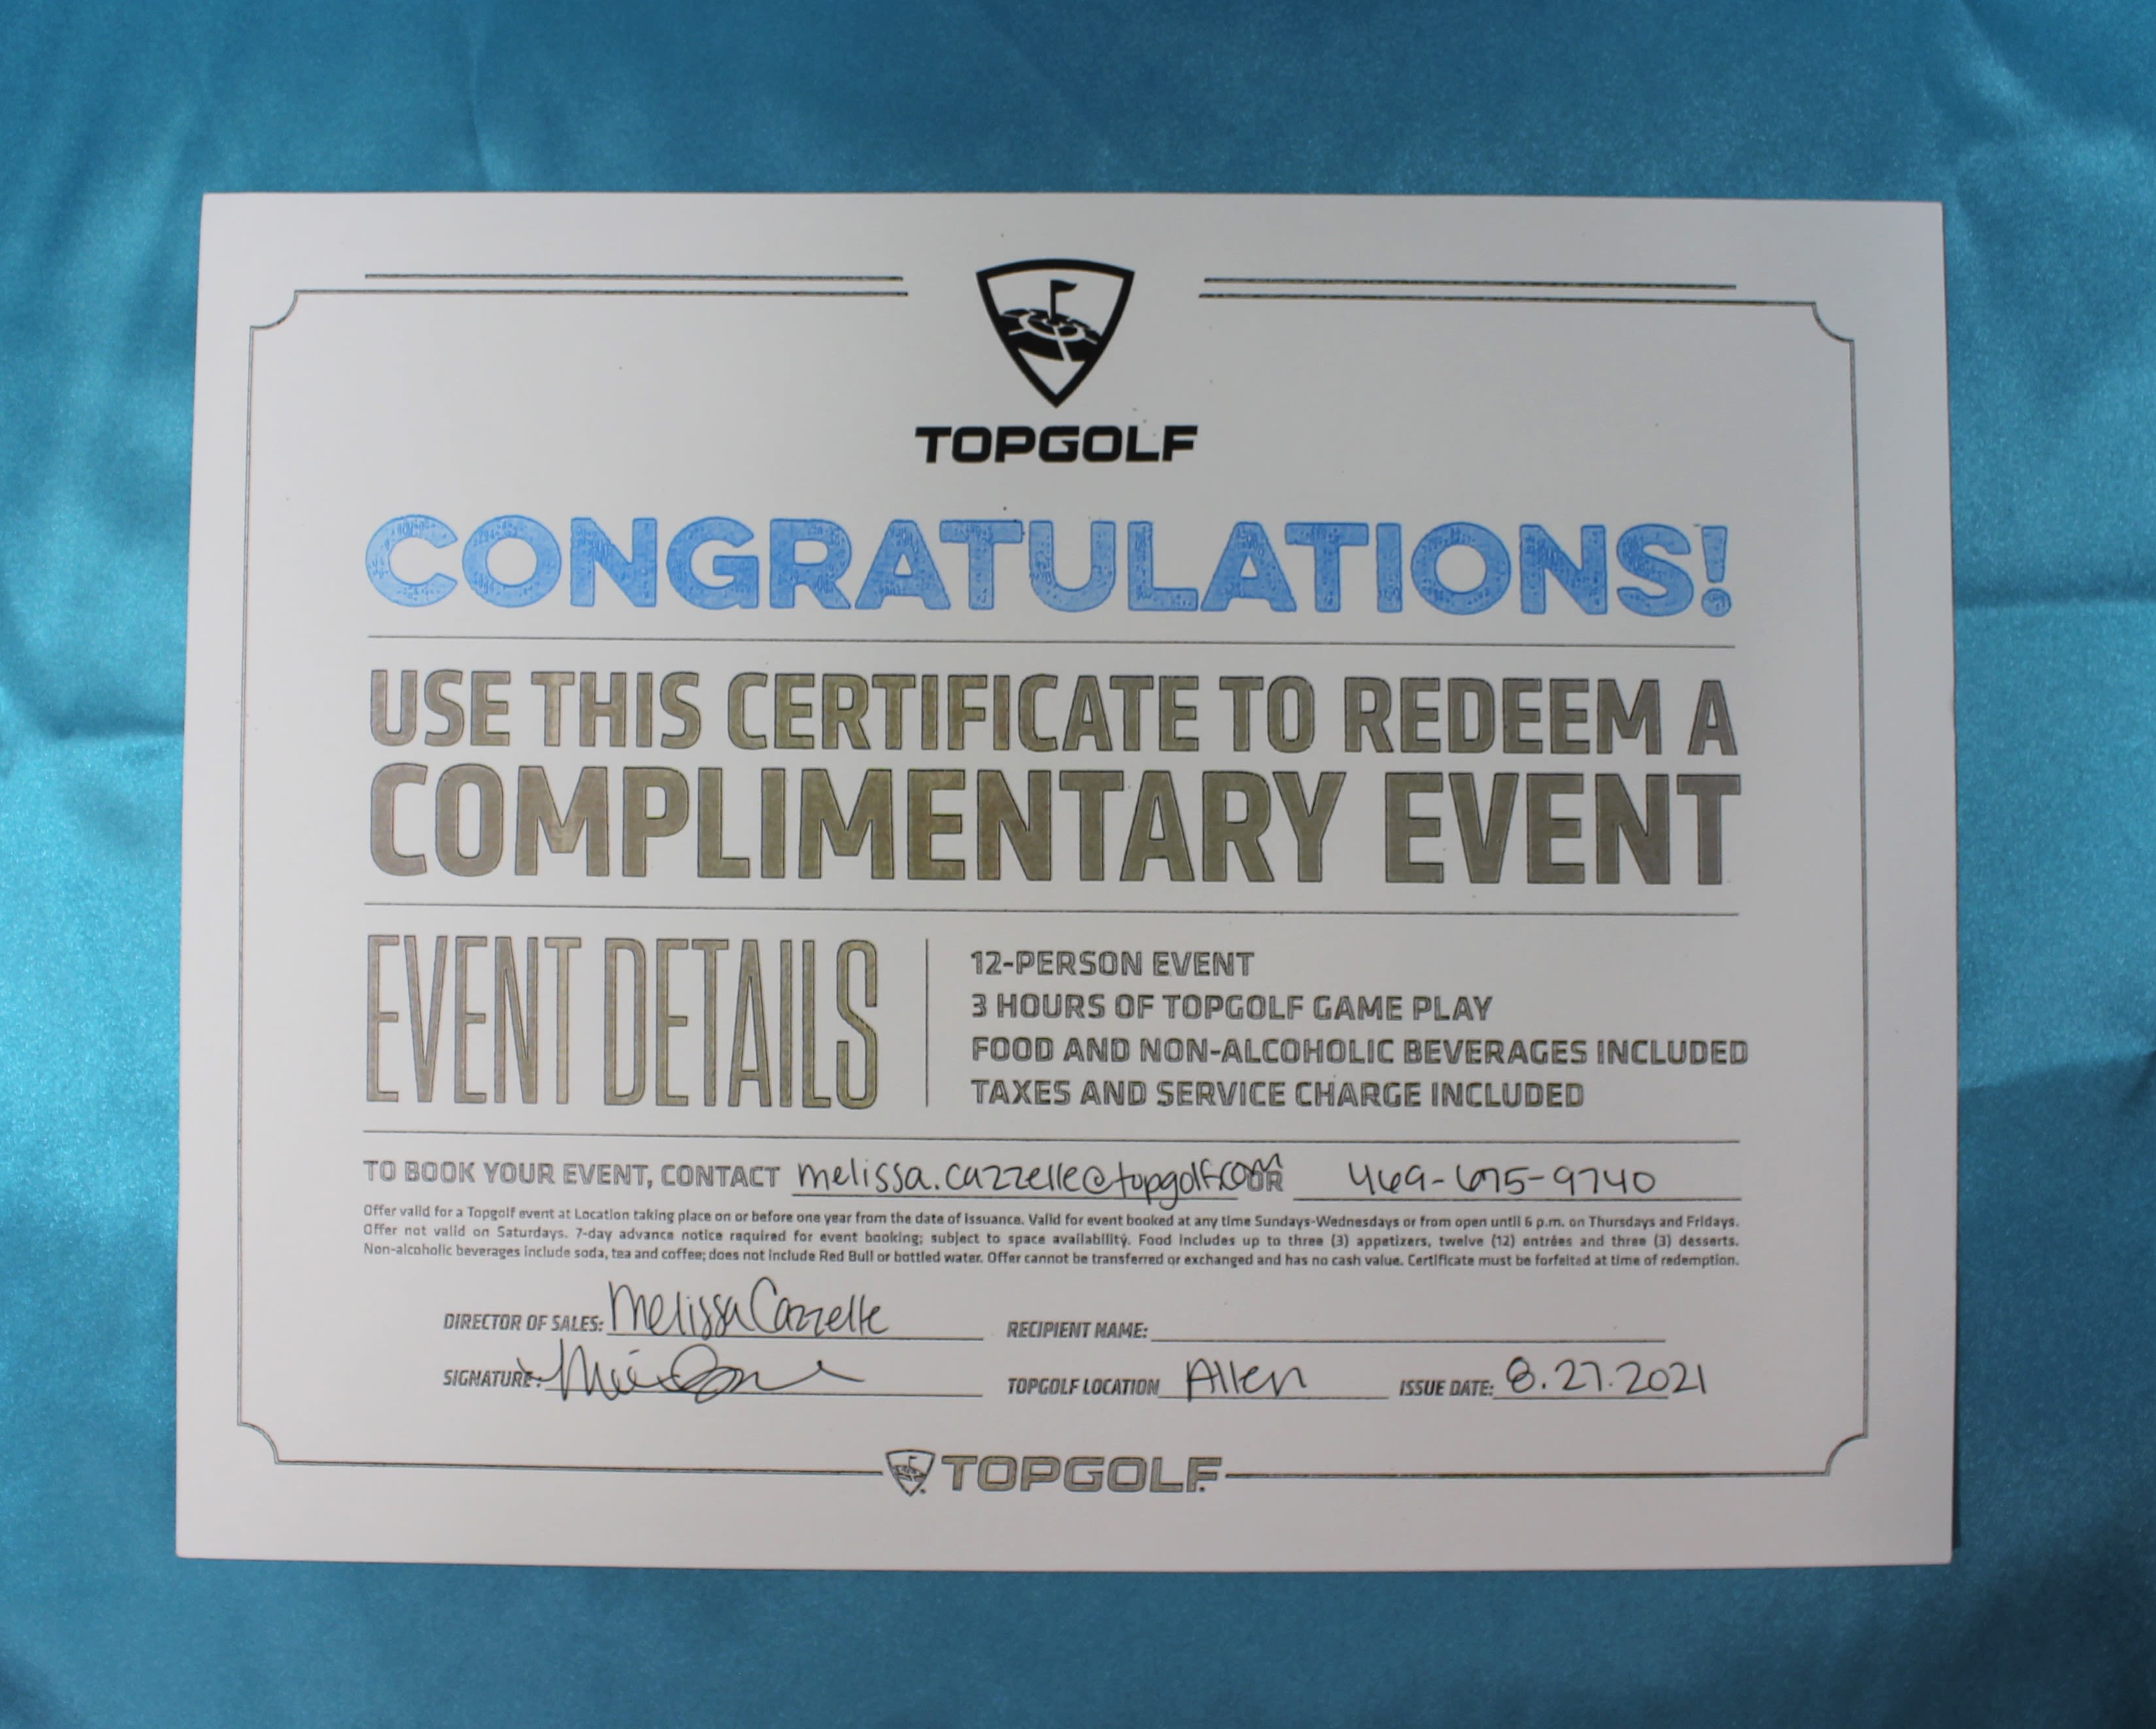 TOPGOLF
CONGRATULATIONS!
USE THIS CERTIFICATE TO REDEEM A
COMPLIMENTARY EVENT
EVENT DETAILS
12-PERSON EVENT
3 HOURS OF TOPGOLF GAME PLAY
FOOD AND NON-ALCOHOLIC BEVERAGES INCLUDED
TAXES AND SERVICE CHARGE INCLUDED
TO BOOK YOUR EVENT, CONTACT melissa.cazzelle@topgolf.com OR 469-675-9740
Offer valid for a Topgolf event at Location taking place on or before one year from the date of issuance. Valid for event booked at any time Sundays-Wednesdays or from open until 6 p.m. on Thursdays and Fridays.
Offer not valid on Saturdays. 7-day advance notice required for event booking; subject to space availability. Food includes up to three (3) appetizers, twelve (12) entrées and three (3) desserts.
Non-alcoholic beverages include soda, tea and coffee; does not include Red Bull or bottled water. Offer cannot be transferred or exchanged and has no cash value. Certificate must be forfeited at time of redemption.
DIRECTOR OF SALES: Melissa Cazzelle
RECIPIENT NAME:
SIGNATURE:
TOPGOLF LOCATION Allen
ISSUE DATE: 8.27.2021
TOPGOLF